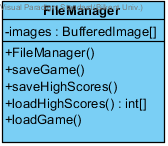 FileManager
-images : BufferedImage[]
+FileManager()
+saveGame()
+saveHighScores()
+loadHighScores() : int[]
+loadGame()